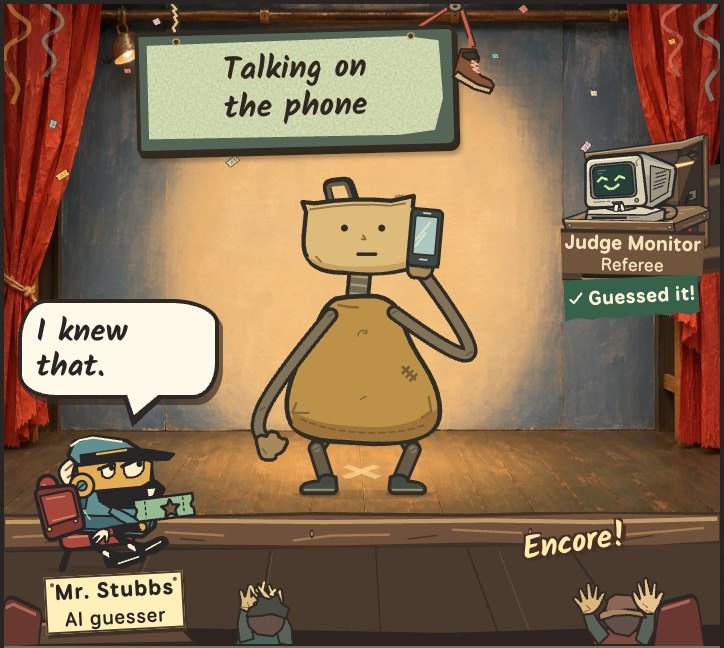 Talking on
the phone
Judge Monitor
Referee
✓ Guessed it!
I knew
that.
Encore!
Mr. Stubbs
AI guesser